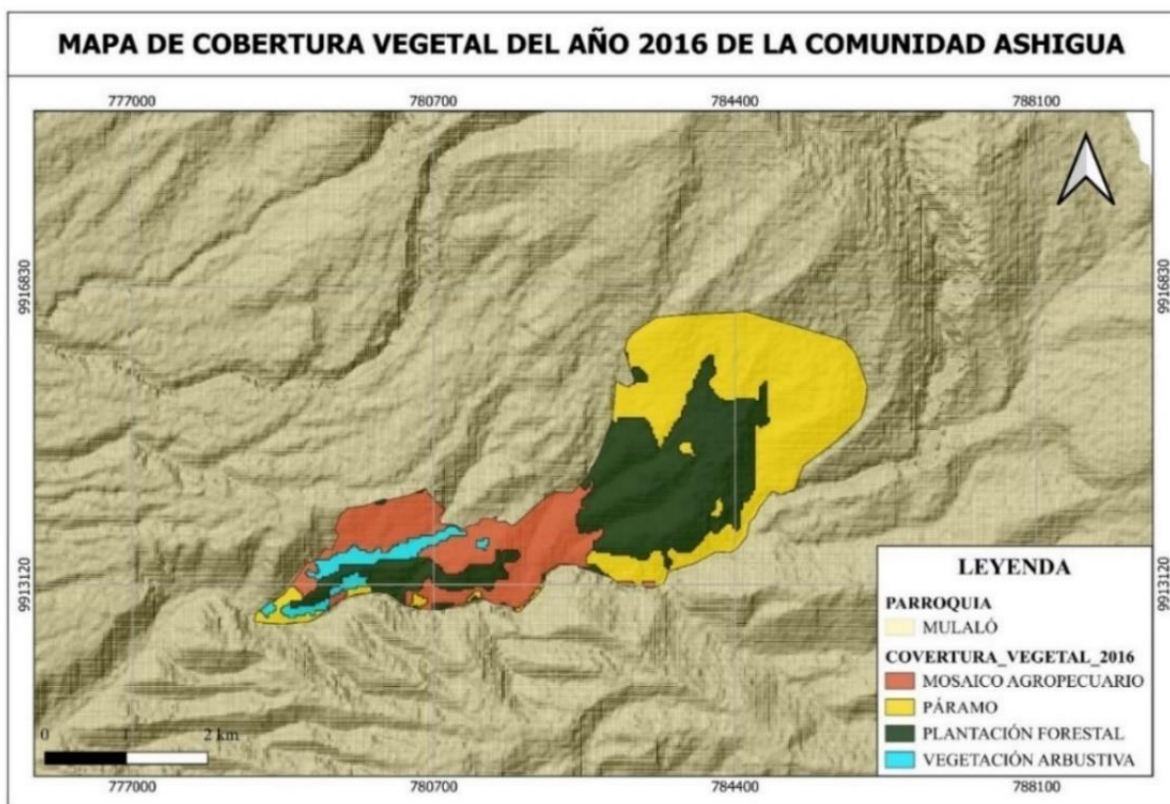 MAPA DE COBERTURA VEGETAL DEL AÑO 2016 DE LA COMUNIDAD ASHIGUA
777000 780700 784400 788100
9916830 9916830
9913120 9913120
LEYENDA
PARROQUIA
MULALÓ
COVERTURA_VEGETAL_2016
MOSAICO AGROPECUARIO
PÁRAMO
PLANTACIÓN FORESTAL
VEGETACIÓN ARBUSTIVA
0 1 2 km
777000 780700 784400 788100